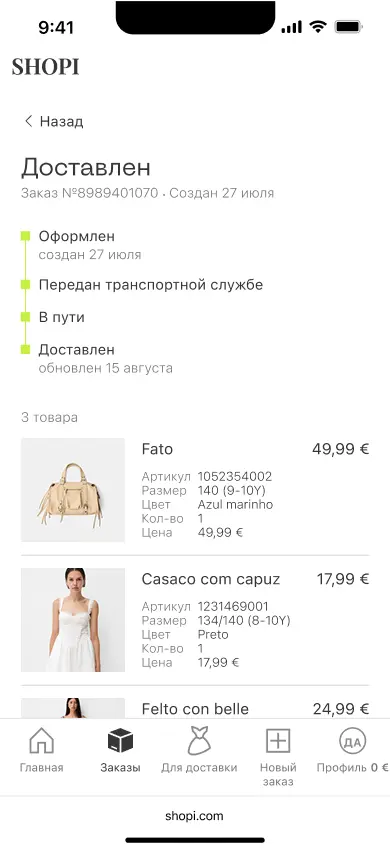 9:41
SHOPI
Назад
Доставлен
Заказ №8989401070 · Создан 27 июля
Оформлен
создан 27 июля
Передан транспортной службе
В пути
Доставлен
обновлен 15 августа
3 товара
Fato 49,99 €
Артикул 1052354002
Размер 140 (9-10Y)
Цвет Azul marinho
Кол-во 1
Цена 49,99 €
Casaco com capuz 17,99 €
Артикул 1231469001
Размер 134/140 (8-10Y)
Цвет Preto
Кол-во 1
Цена 17,99 €
Felto con belle 24,99 €
ДА
Главная Заказы Для доставки Новый заказ Профиль 0 €
shopi.com